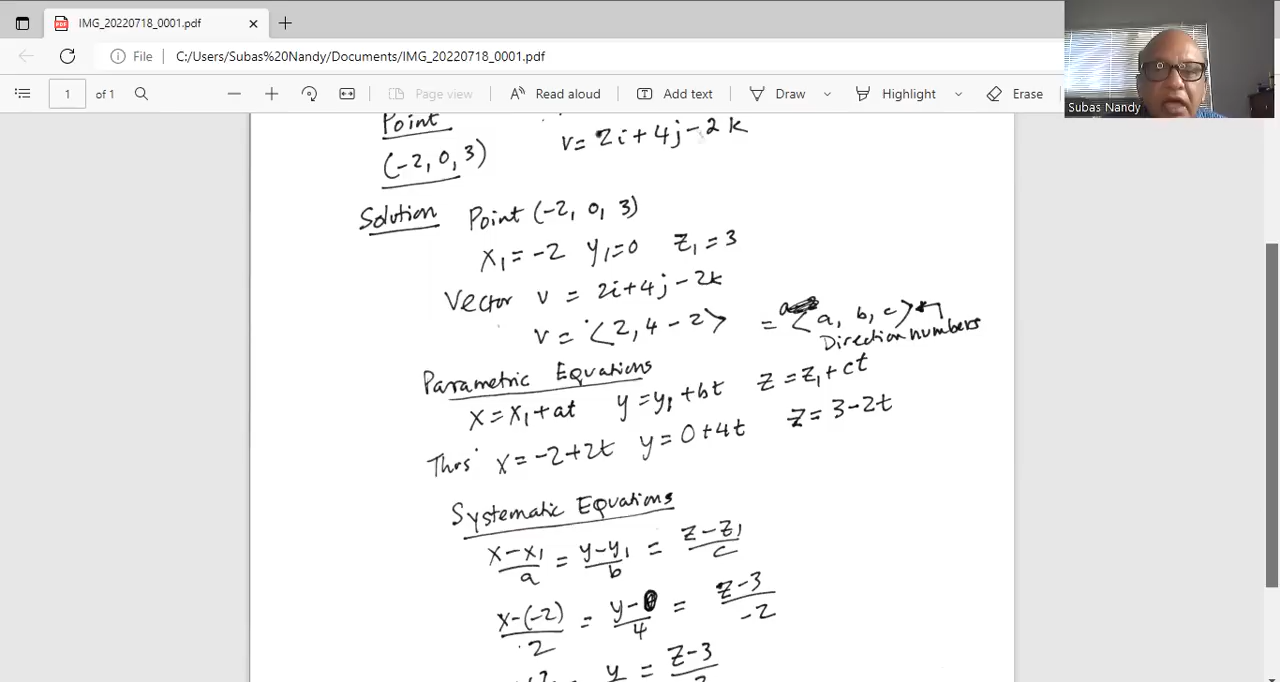 IMG_20220718_0001.pdf
File C:/Users/Subas%20Nandy/Documents/IMG_20220718_0001.pdf
1 of 1 Page view Read aloud Add text Draw Highlight Erase
Subas Nandy
Point
(-2, 0, 3) v = 2i + 4j - 2k
Solution Point (-2, 0, 3)
x₁ = -2 y₁ = 0 z₁ = 3
Vector v = 2i + 4j - 2k
v = <2, 4 - 2> = <a, b, c>
Direction numbers
Parametric Equations
x = x₁ + at y = y₁ + bt z = z₁ + ct
Thus x = -2 + 2t y = 0 + 4t z = 3 - 2t
Systematic Equations
x - x₁ / a = y - y₁ / b = z - z₁ / c
x - (-2) / 2 = y - 0 / 4 = z - 3 / -2
y = z - 3